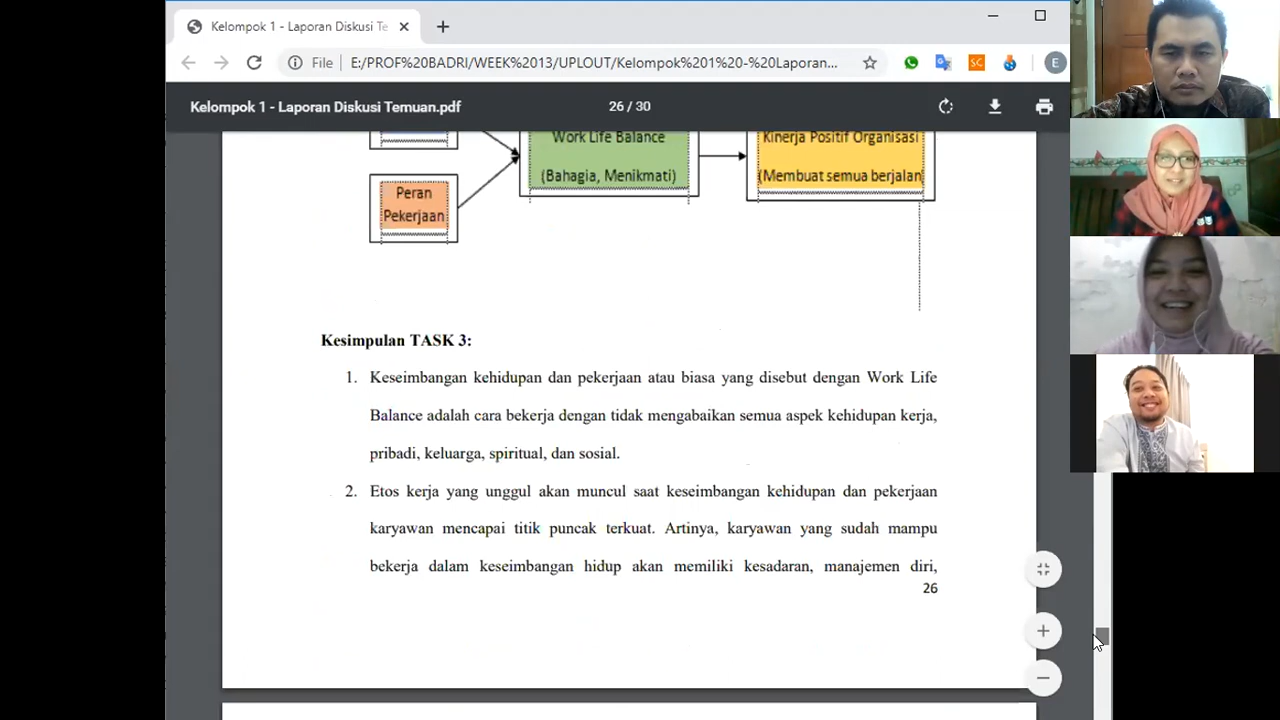 Kelompok 1 - Laporan Diskusi Te
File
E:/PROF%20BADRI/WEEK%2013/UPLOUT/Kelompok%201%20-%20Laporan...
SC
E
Kelompok 1 - Laporan Diskusi Temuan.pdf
26 / 30
Work Life Balance
(Bahagia, Menikmati)
Kinerja Positif Organisasi
(Membuat semua berjalan
Peran
Pekerjaan
Kesimpulan TASK 3:
1. Keseimbangan kehidupan dan pekerjaan atau biasa yang disebut dengan Work Life
Balance adalah cara bekerja dengan tidak mengabaikan semua aspek kehidupan kerja,
pribadi, keluarga, spiritual, dan sosial.
2. Etos kerja yang unggul akan muncul saat keseimbangan kehidupan dan pekerjaan
karyawan mencapai titik puncak terkuat. Artinya, karyawan yang sudah mampu
bekerja dalam keseimbangan hidup akan memiliki kesadaran, manajemen diri,
26